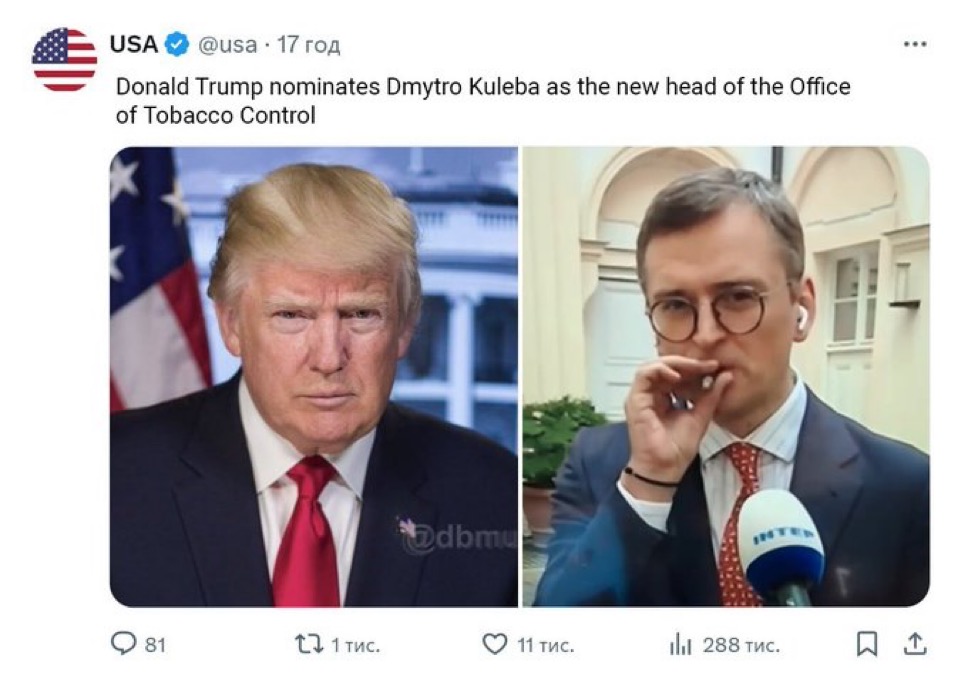 USA @usa · 17 год
Donald Trump nominates Dmytro Kuleba as the new head of the Office
of Tobacco Control
@dbmu
INTER
81 1 тис. 11 тис. 288 тис.